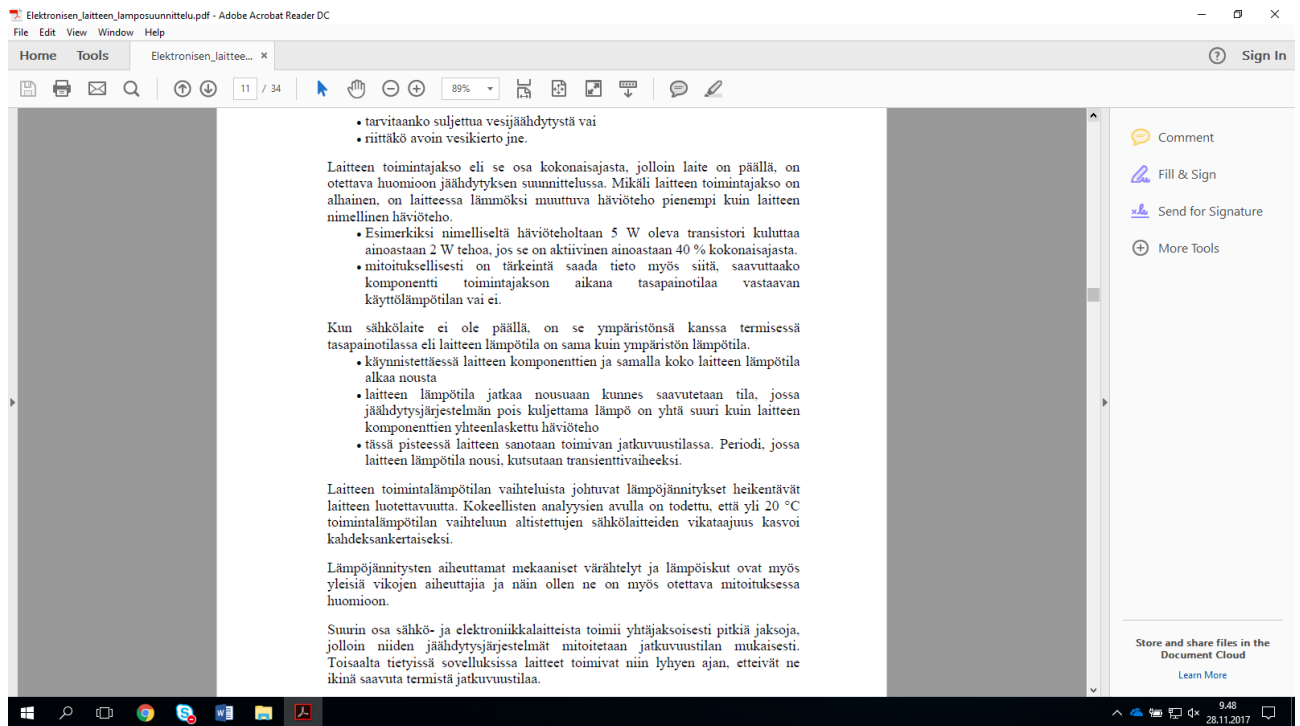 Elektronisen_laitteen_lamposuunnittelu.pdf - Adobe Acrobat Reader DC
File Edit View Window Help
Home Tools Elektronisen_laittee... ×
Sign In
11 / 34
89%
• tarvitaanko suljettua vesijäähdytystä vai
• riittäkö avoin vesikierto jne.
Laitteen toimintajakso eli se osa kokonaisajasta, jolloin laite on päällä, on
otettava huomioon jäähdytyksen suunnittelussa. Mikäli laitteen toimintajakso on
alhainen, on laitteessa lämmöksi muuttuva häviöteho pienempi kuin laitteen
nimellinen häviöteho.
• Esimerkiksi nimelliseltä häviöteholtaan 5 W oleva transistori kuluttaa
ainoastaan 2 W tehoa, jos se on aktiivinen ainoastaan 40 % kokonaisajasta.
• mitoituksellisesti on tärkeintä saada tieto myös siitä, saavuttaako
komponentti toimintajakson aikana tasapainotilaa vastaavan
käyttölämpötilan vai ei.
Kun sähkölaite ei ole päällä, on se ympäristönsä kanssa termisessä
tasapainotilassa eli laitteen lämpötila on sama kuin ympäristön lämpötila.
• käynnistettäessä laitteen komponenttien ja samalla koko laitteen lämpötila
alkaa nousta
• laitteen lämpötila jatkaa nousuaan kunnes saavutetaan tila, jossa
jäähdytysjärjestelmän pois kuljettama lämpö on yhtä suuri kuin laitteen
komponenttien yhteenlaskettu häviöteho
• tässä pisteessä laitteen sanotaan toimivan jatkuvuustilassa. Periodi, jossa
laitteen lämpötila nousi, kutsutaan transienttivaiheeksi.
Laitteen toimintalämpötilan vaihteluista johtuvat lämpöjännitykset heikentävät
laitteen luotettavuutta. Kokeellisten analyysien avulla on todettu, että yli 20 °C
toimintalämpötilan vaihteluun altistettujen sähkölaitteiden vikataajuus kasvoi
kahdeksankertaiseksi.
Lämpöjännitysten aiheuttamat mekaaniset värähtelyt ja lämpöiskut ovat myös
yleisiä vikojen aiheuttajia ja näin ollen ne on myös otettava mitoituksessa
huomioon.
Suurin osa sähkö- ja elektroniikkalaitteista toimii yhtäjaksoisesti pitkiä jaksoja,
jolloin niiden jäähdytysjärjestelmät mitoitetaan jatkuvuustilan mukaisesti.
Toisaalta tietyissä sovelluksissa laitteet toimivat niin lyhyen ajan, etteivät ne
ikinä saavuta termistä jatkuvuustilaa.
Comment
Fill & Sign
Send for Signature
More Tools
Store and share files in the
Document Cloud
Learn More
9.48
28.11.2017